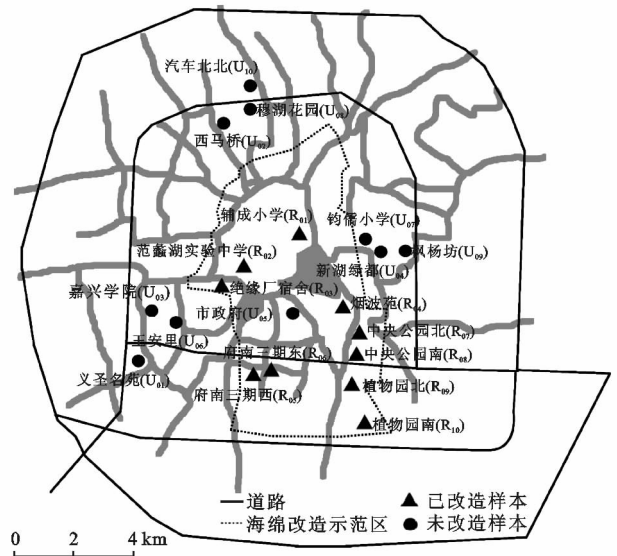 汽车北北(U₁₀)
穆湖花园(U₀₈)
西马桥(U₀₂)
辅成小学(R₀₁)
钧儒小学(U₀₇)
范蠡湖实验中学(R₀₂)
枫杨坊(U₀₉)
新湖绿都(U₀₄)
嘉兴学院(U₀₃)
绝缘厂宿舍(R₀₃)
市政府(U₀₅)
烟波苑(R₀₄)
王安里(U₀₆)
中央公园北(R₀₇)
府南三期东(R₀₆)
中央公园南(R₀₈)
义圣名苑(U₀₁)
府南三期西(R₀₅)
植物园北(R₀₉)
植物园南(R₁₀)
道路 已改造样本
海绵改造示范区 未改造样本
0 2 4 km